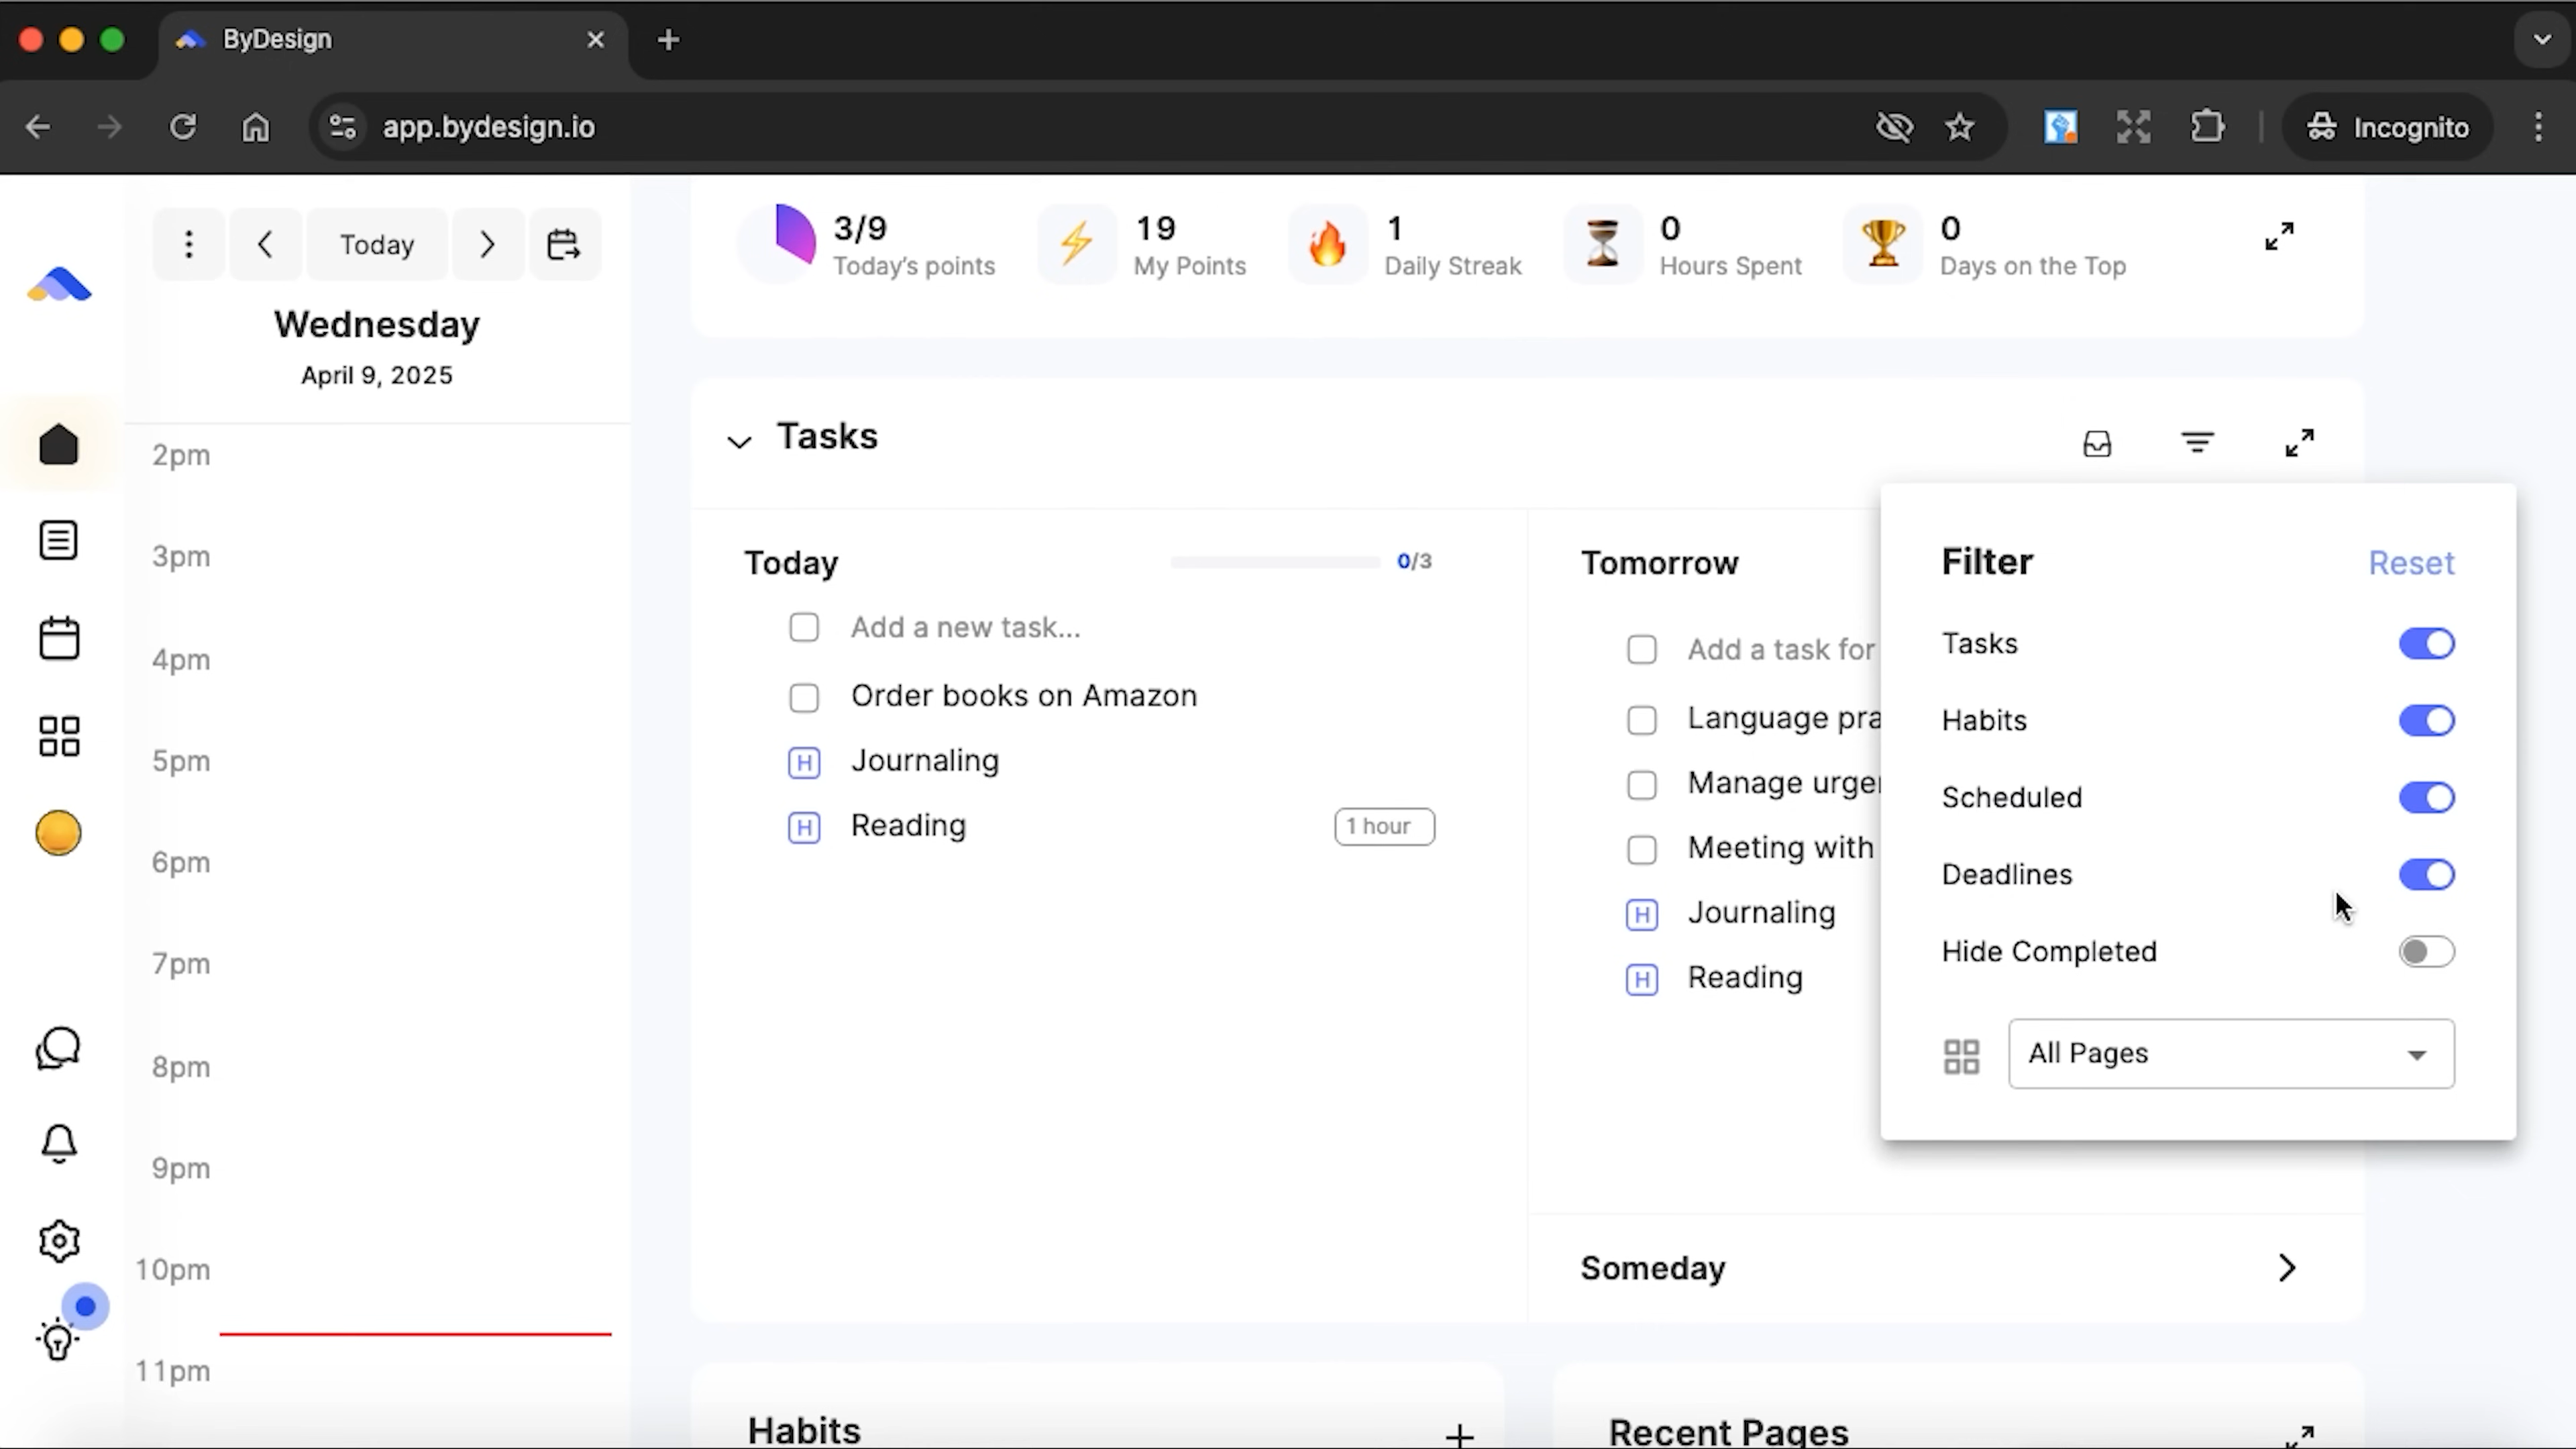 ByDesign
app.bydesign.io
Incognito
Today
Wednesday
April 9, 2025
2pm
3pm
4pm
5pm
6pm
7pm
8pm
9pm
10pm
11pm
3/9
Today's points
19
My Points
1
Daily Streak
0
Hours Spent
0
Days on the Top
Tasks
Today
0/3
Add a new task...
Order books on Amazon
H Journaling
H Reading
1 hour
Tomorrow
Add a task for
Language pra
Manage urge
Meeting with
H Journaling
H Reading
Someday
Filter
Reset
Tasks
Habits
Scheduled
Deadlines
Hide Completed
All Pages
Habits
Recent Pages